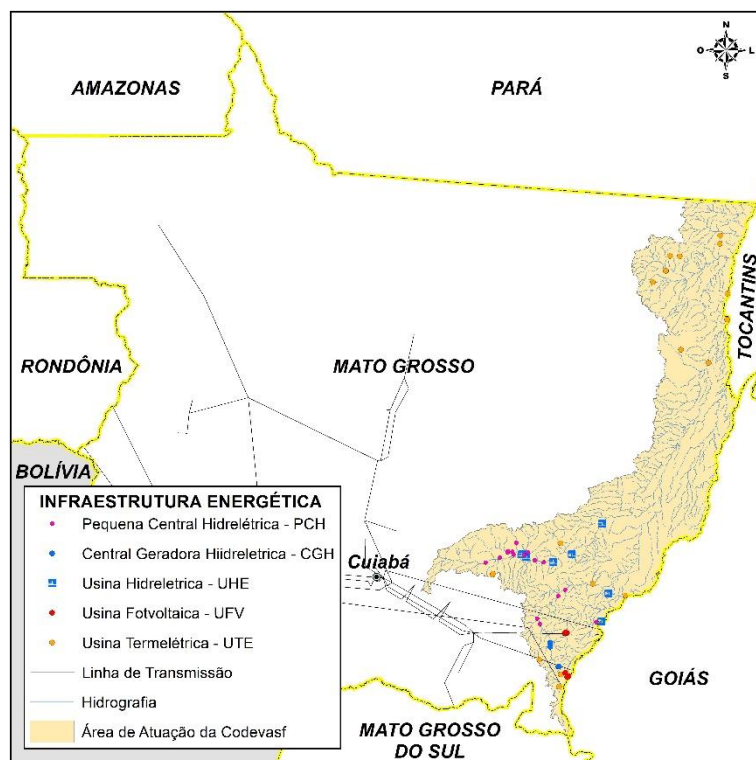 N
O
L
S
AMAZONAS
PARÁ
TOCANTINS
RONDÔNIA
MATO GROSSO
BOLÍVIA
INFRAESTRUTURA ENERGÉTICA
Pequena Central Hidrelétrica - PCH
Central Geradora Hiidreletrica - CGH
Usina Hidreletrica - UHE
Usina Fotvoltaica - UFV
Usina Termelétrica - UTE
Linha de Transmissão
Hidrografia
Área de Atuação da Codevasf
Cuiabá
GOIÁS
MATO GROSSO
DO SUL